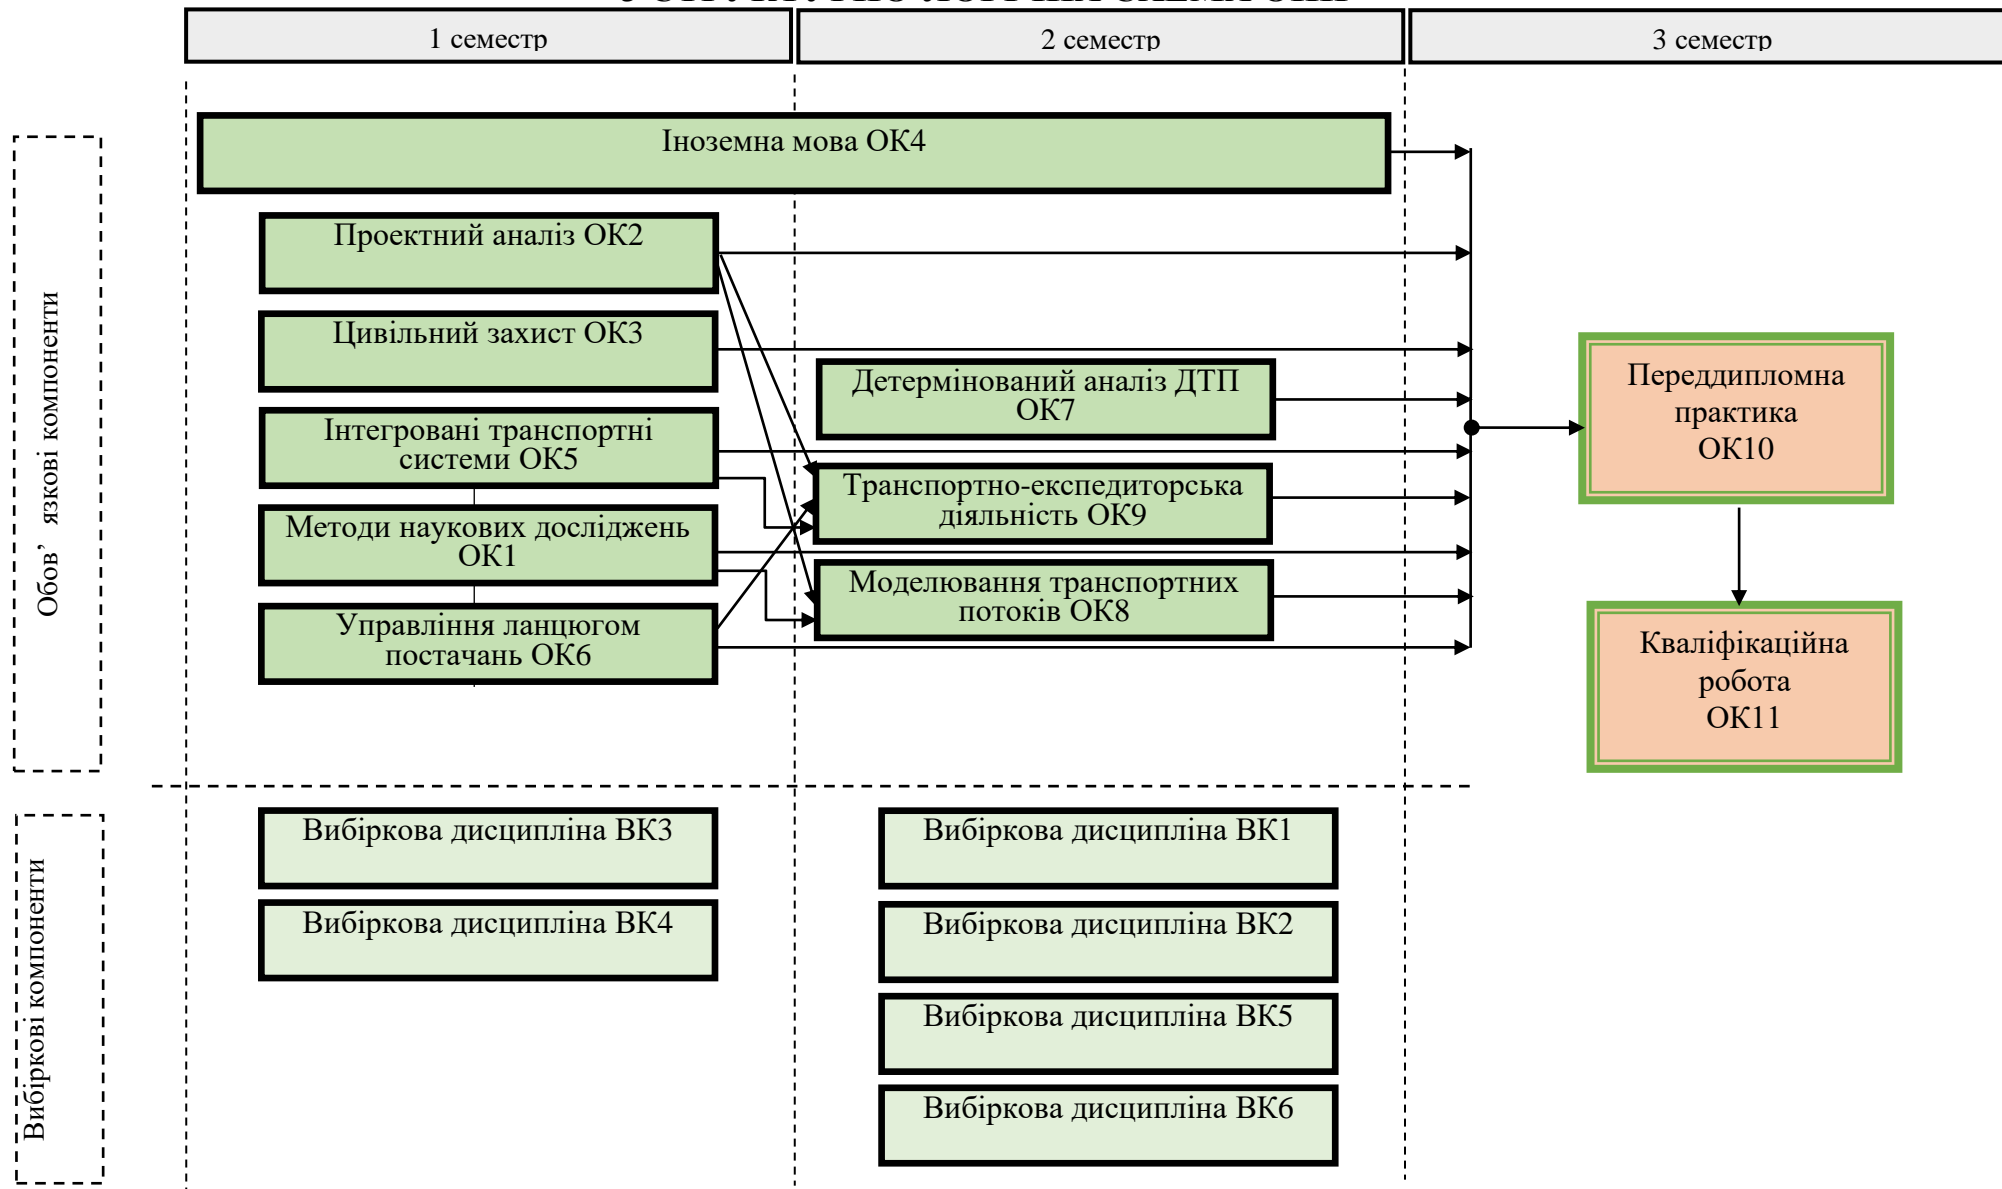 1 семестр
2 семестр
3 семестр
Іноземна мова ОК4
Проектний аналіз ОК2
Цивільний захист ОК3
Інтегровані транспортні
системи ОК5
Методи наукових досліджень
ОК1
Управління ланцюгом
постачань ОК6
Детермінований аналіз ДТП
ОК7
Транспортно-експедиторська
діяльність ОК9
Моделювання транспортних
потоків ОК8
Переддипломна
практика
ОК10
Кваліфікаційна
робота
ОК11
Обов’ язкові компоненти
Вибіркова дисципліна ВК3
Вибіркова дисципліна ВК4
Вибіркова дисципліна ВК1
Вибіркова дисципліна ВК2
Вибіркова дисципліна ВК5
Вибіркова дисципліна ВК6
Вибіркові компоненти